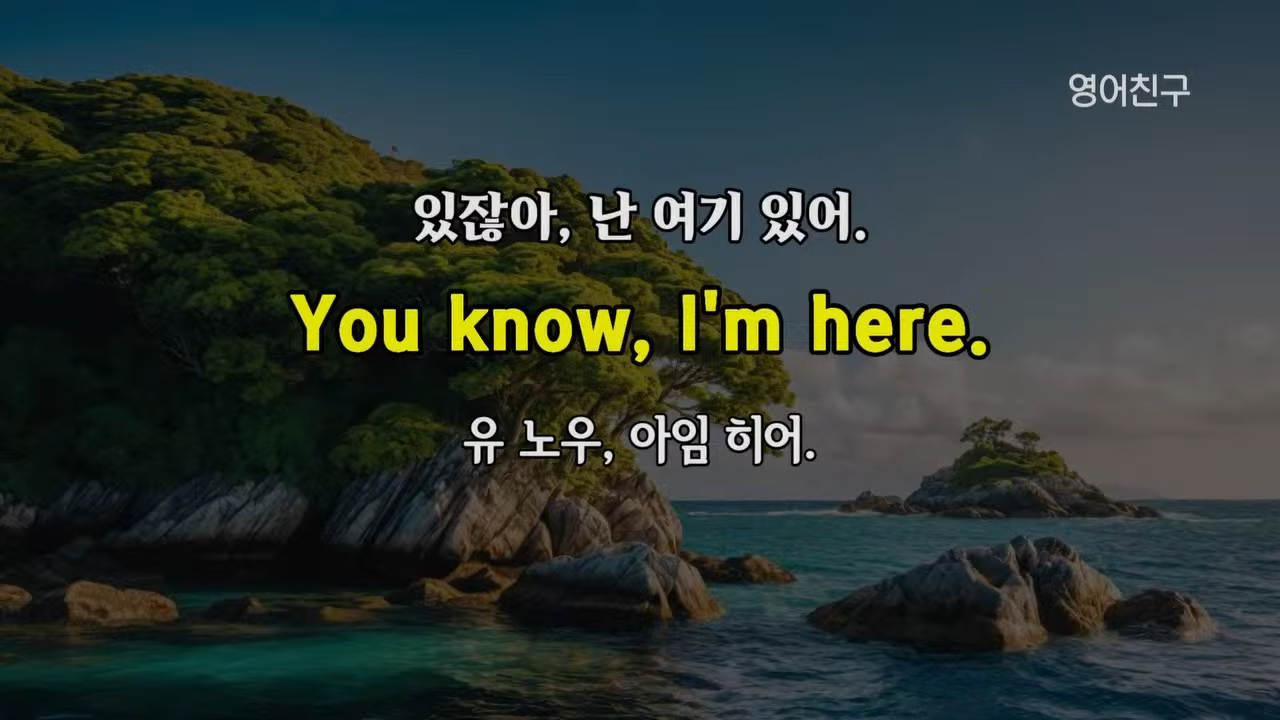 영어친구
있잖아, 난 여기 있어.
You know, I'm here.
유 노우, 아임 히어.